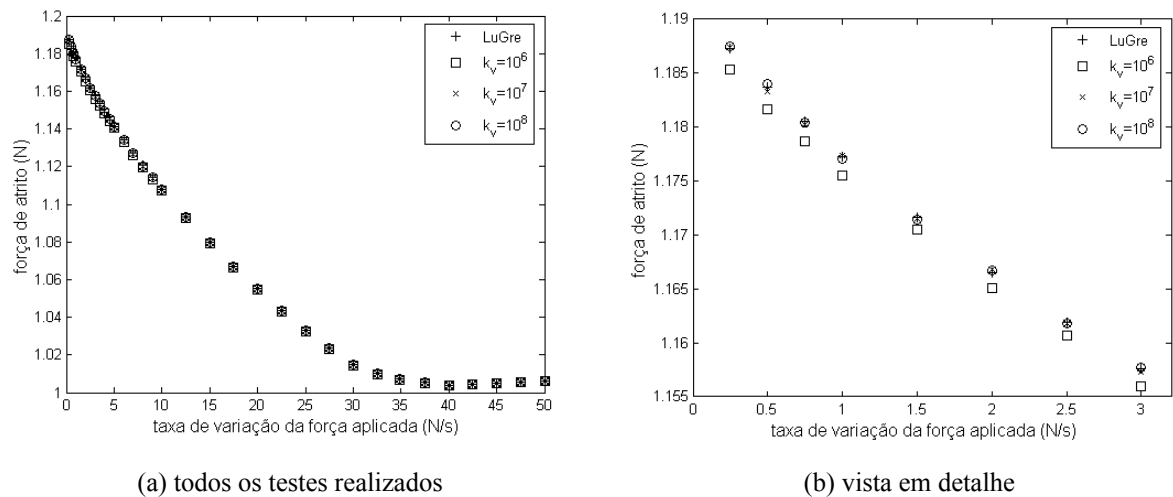 1.2
1.18
1.16
1.14
1.12
1.1
1.08
1.06
1.04
1.02
1
0 5 10 15 20 25 30 35 40 45 50
força de atrito (N)
taxa de variação da força aplicada (N/s)
LuGre
k_v=10^6
k_v=10^7
k_v=10^8
(a) todos os testes realizados
1.19
1.185
1.18
1.175
1.17
1.165
1.16
1.155
0 0.5 1 1.5 2 2.5 3
força de atrito (N)
taxa de variação da força aplicada (N/s)
LuGre
k_v=10^6
k_v=10^7
k_v=10^8
(b) vista em detalhe